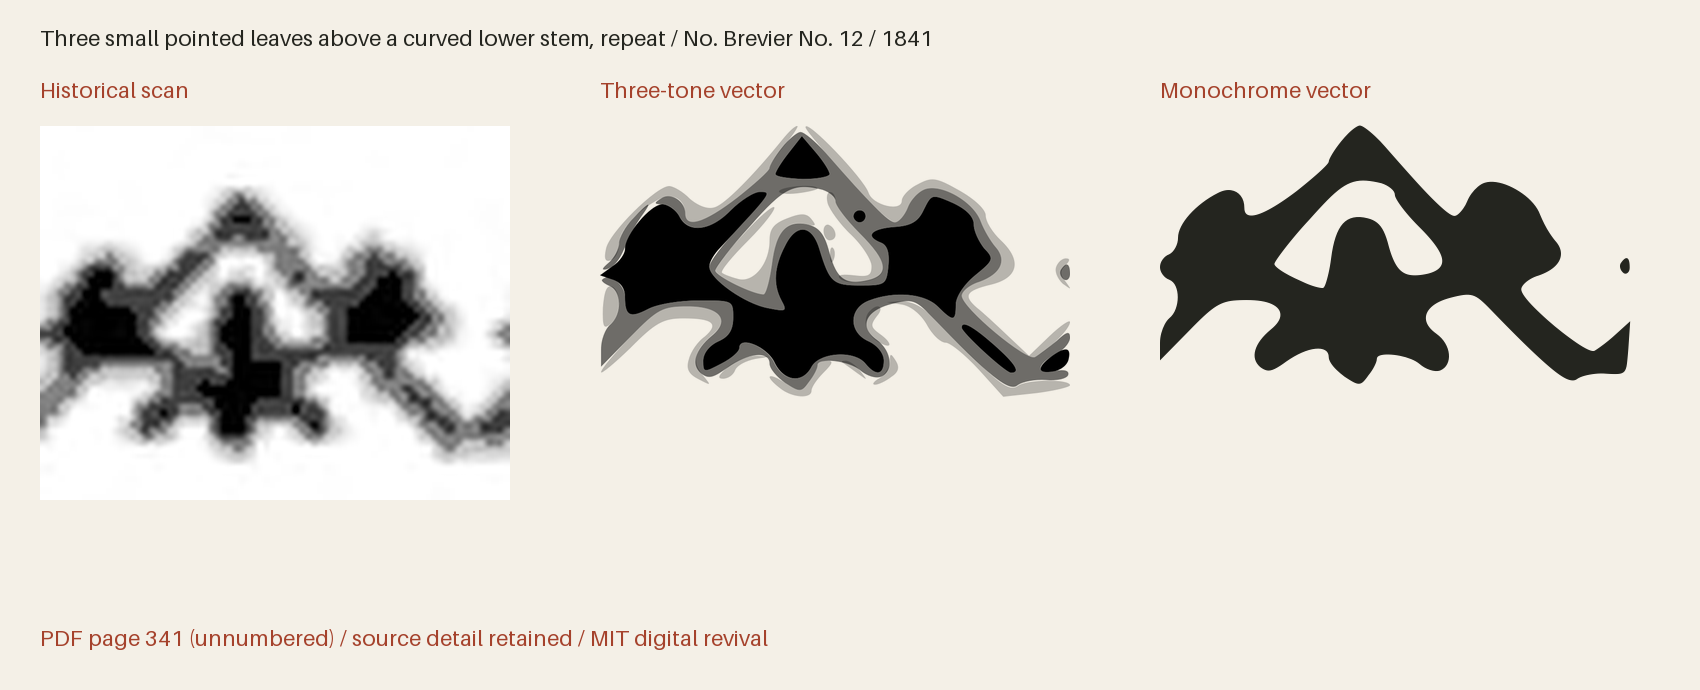 Three small pointed leaves above a curved lower stem, repeat / No. Brevier No. 12 / 1841
Historical scan
Three-tone vector
Monochrome vector
PDF page 341 (unnumbered) / source detail retained / MIT digital revival